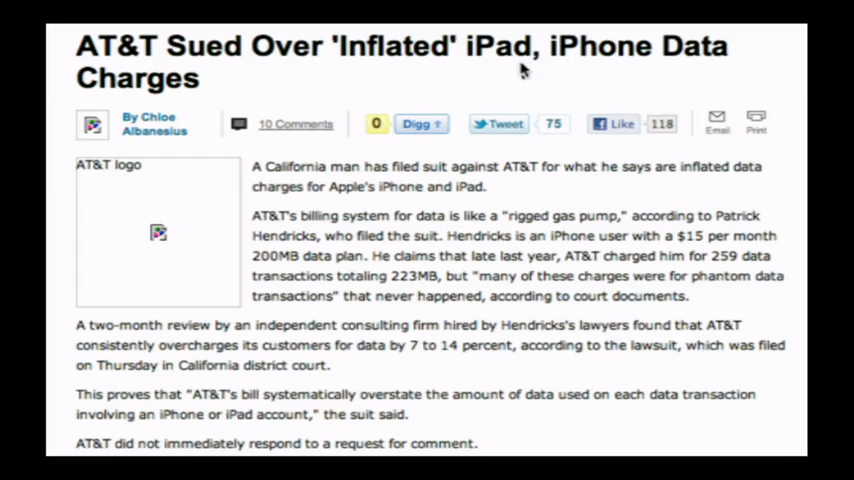 AT&T Sued Over 'Inflated' iPad, iPhone Data
Charges
By Chloe
Albanesius
10 Comments
0 Digg
Tweet 75
Like 118
Email
Print
AT&T logo
A California man has filed suit against AT&T for what he says are inflated data
charges for Apple's iPhone and iPad.
AT&T's billing system for data is like a "rigged gas pump," according to Patrick
Hendricks, who filed the suit. Hendricks is an iPhone user with a $15 per month
200MB data plan. He claims that late last year, AT&T charged him for 259 data
transactions totaling 223MB, but "many of these charges were for phantom data
transactions" that never happened, according to court documents.
A two-month review by an independent consulting firm hired by Hendricks's lawyers found that AT&T
consistently overcharges its customers for data by 7 to 14 percent, according to the lawsuit, which was filed
on Thursday in California district court.
This proves that "AT&T's bill systematically overstate the amount of data used on each data transaction
involving an iPhone or iPad account," the suit said.
AT&T did not immediately respond to a request for comment.